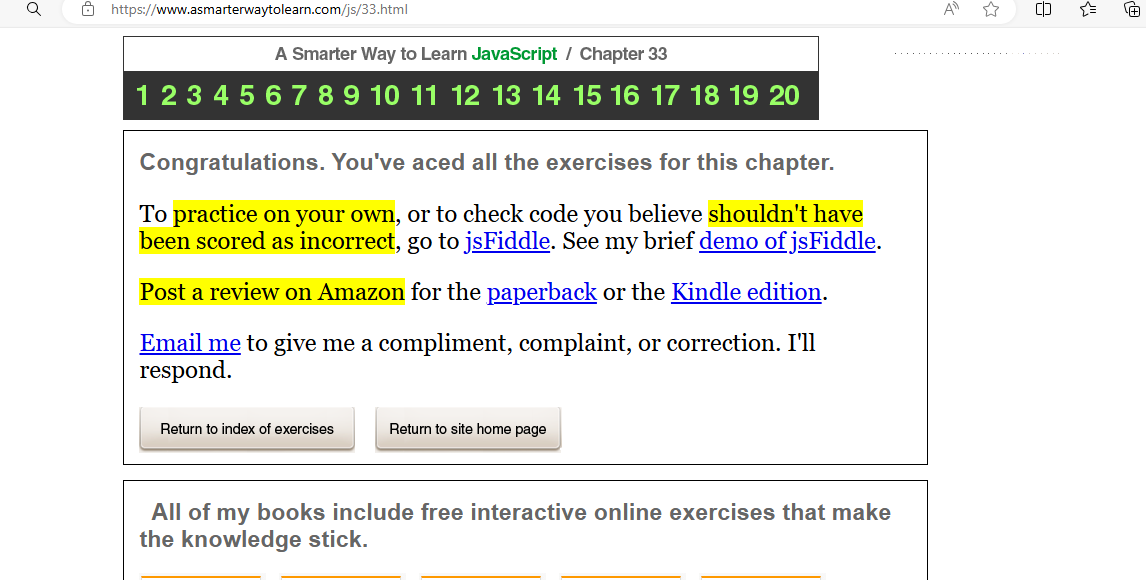 https://www.asmarterwaytolearn.com/js/33.html
A Smarter Way to Learn JavaScript / Chapter 33
1 2 3 4 5 6 7 8 9 10 11 12 13 14 15 16 17 18 19 20
Congratulations. You've aced all the exercises for this chapter.
To practice on your own, or to check code you believe shouldn't have
been scored as incorrect, go to jsFiddle. See my brief demo of jsFiddle.
Post a review on Amazon for the paperback or the Kindle edition.
Email me to give me a compliment, complaint, or correction. I'll
respond.
Return to index of exercises Return to site home page
All of my books include free interactive online exercises that make
the knowledge stick.